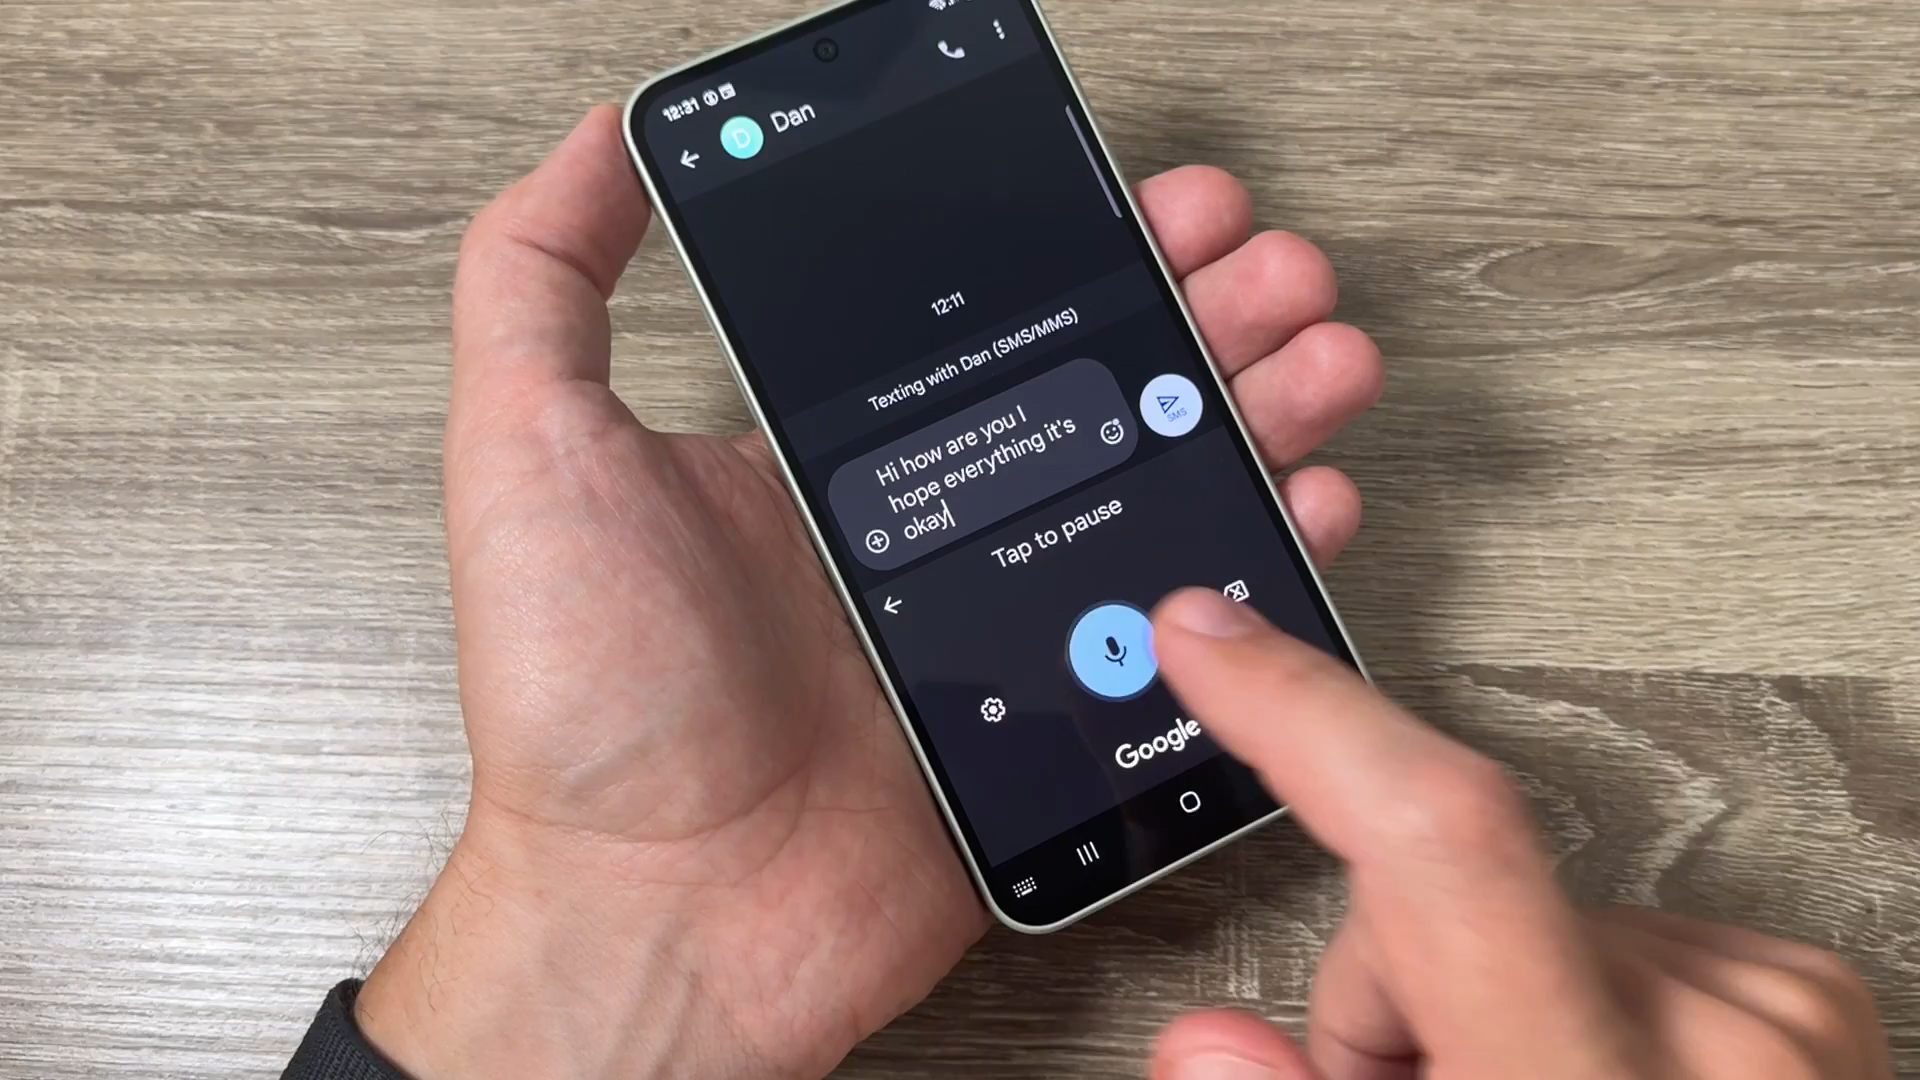 12:31
D
Dan
12:11
Texting with Dan (SMS/MMS)
Hi how are you I
hope everything it's
okay
SMS
Tap to pause
Google